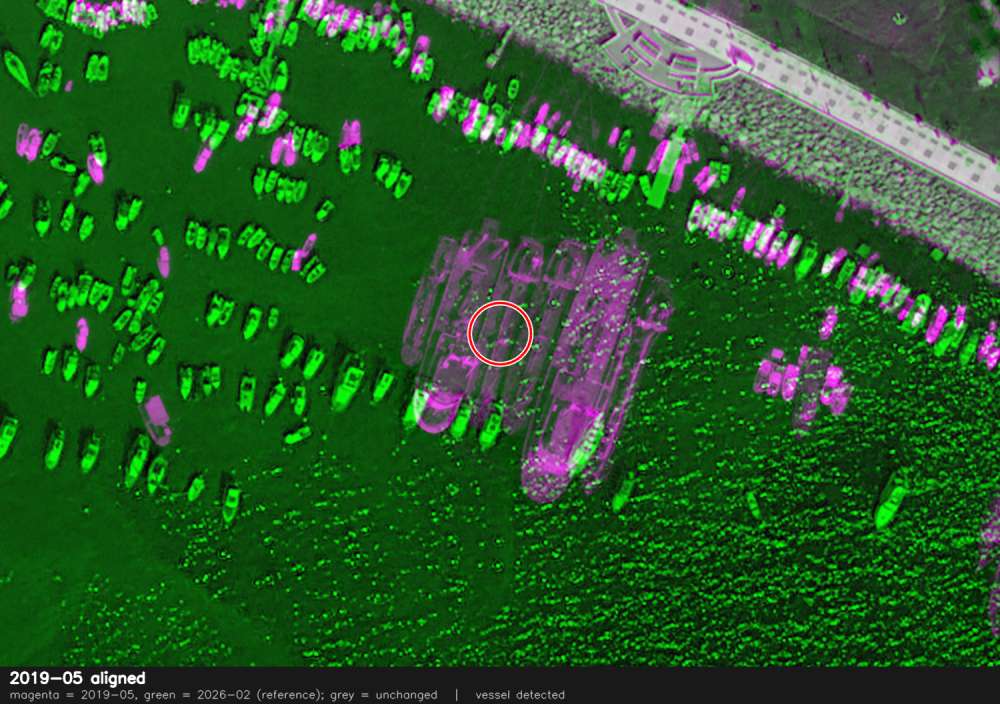 2019-05 aligned
magenta = 2019-05, green = 2026-02 (reference); grey = unchanged | vessel detected